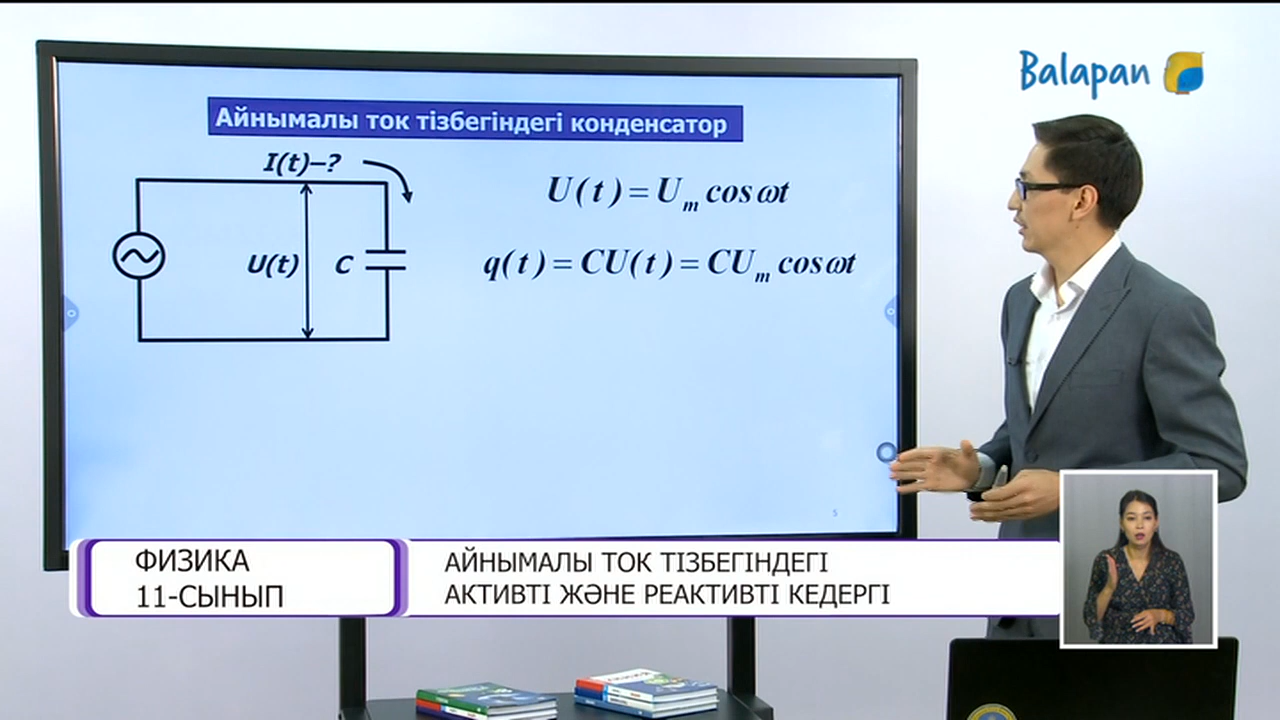 Balapan
Айнымалы ток тізбегіндегі конденсатор
I(t)–?
U(t)
C
U(t) = Uₘ cos ωt
q(t) = CU(t) = CUₘ cos ωt
5
ФИЗИКА
11-СЫНЫП
АЙНЫМАЛЫ ТОК ТІЗБЕГІНДЕГІ
АКТИВТІ ЖӘНЕ РЕАКТИВТІ КЕДЕРГІ